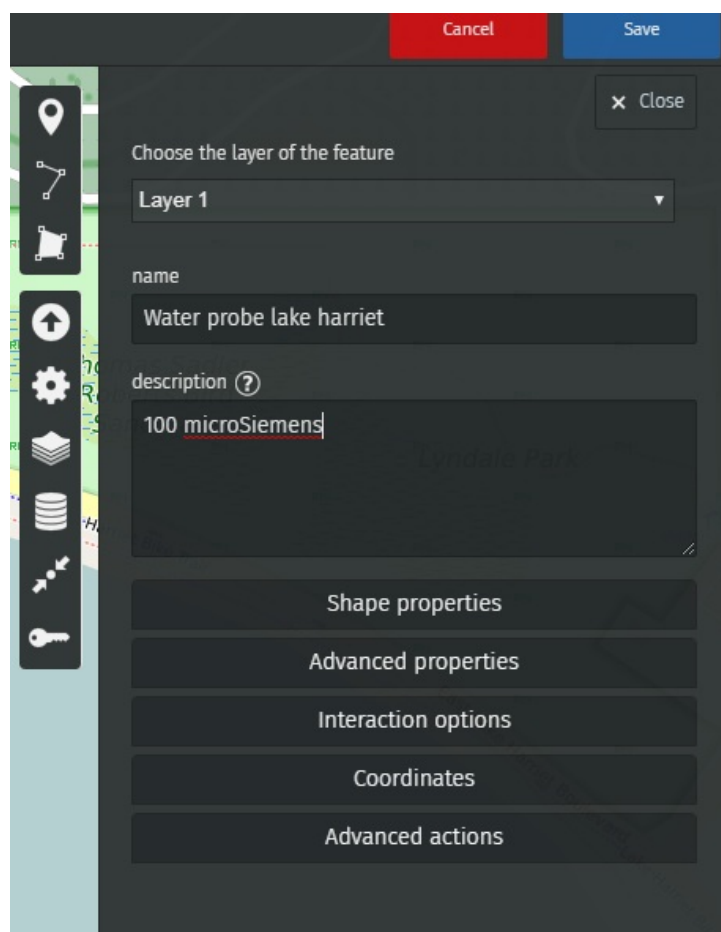 Cancel
Save
× Close
Choose the layer of the feature
Layer 1
name
Water probe lake harriet
description ?
100 microSiemens
Lyndale Park
Shape properties
Advanced properties
Interaction options
Coordinates
Advanced actions